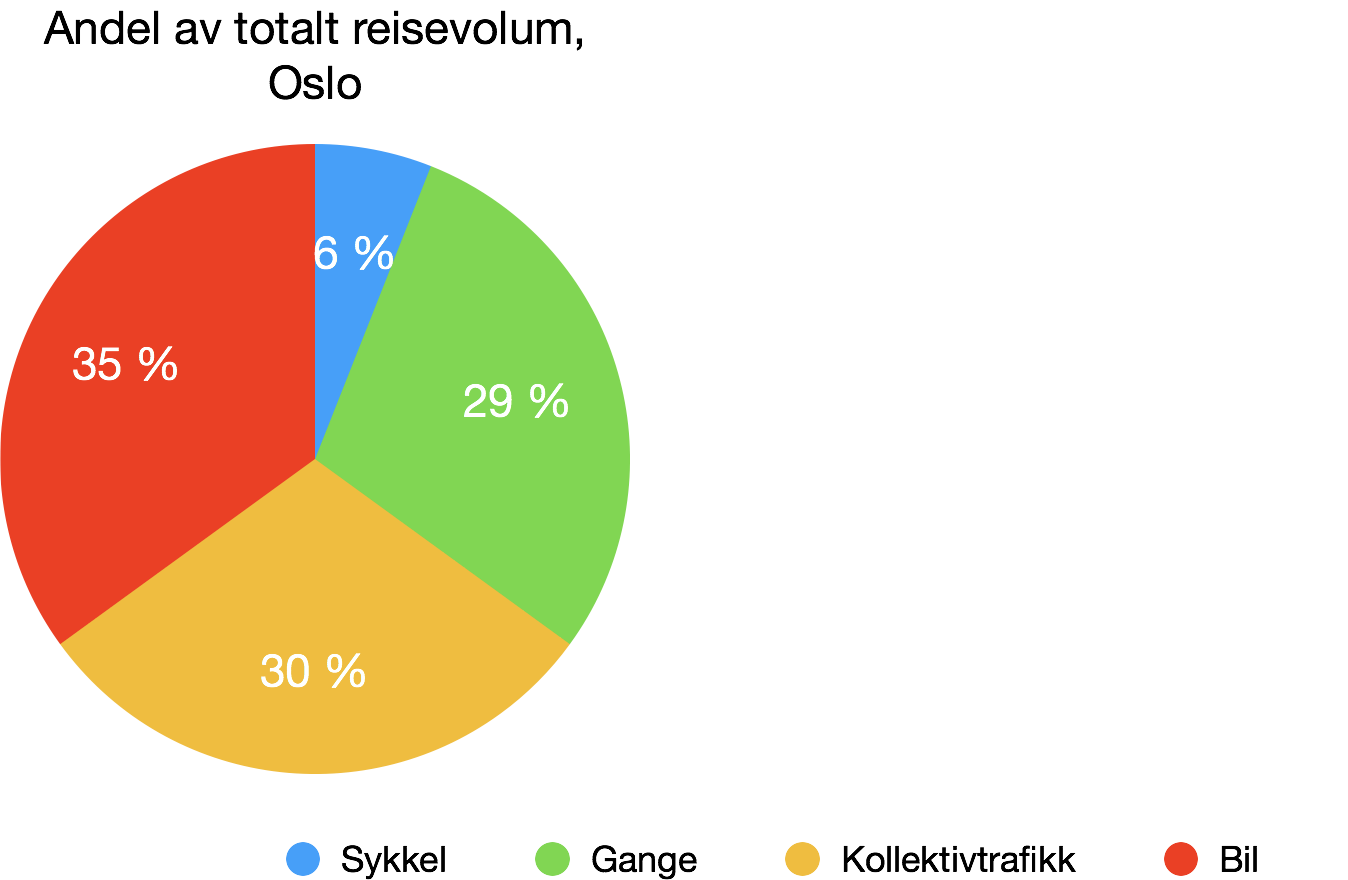 Andel av totalt reisevolum,
Oslo
6 %
35 %
29 %
30 %
Sykkel
Gange
Kollektivtrafikk
Bil